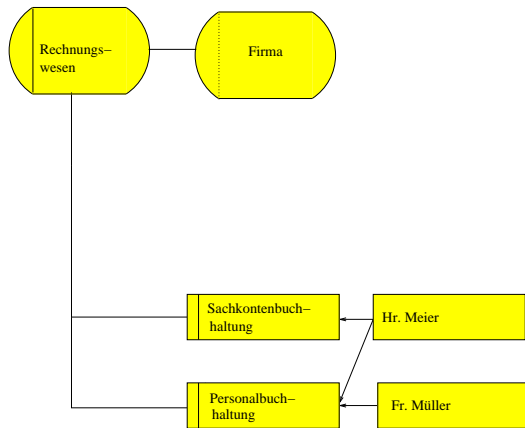 Rechnungs–
wesen
Firma
Sachkontenbuch–
haltung
Hr. Meier
Personalbuch–
haltung
Fr. Müller